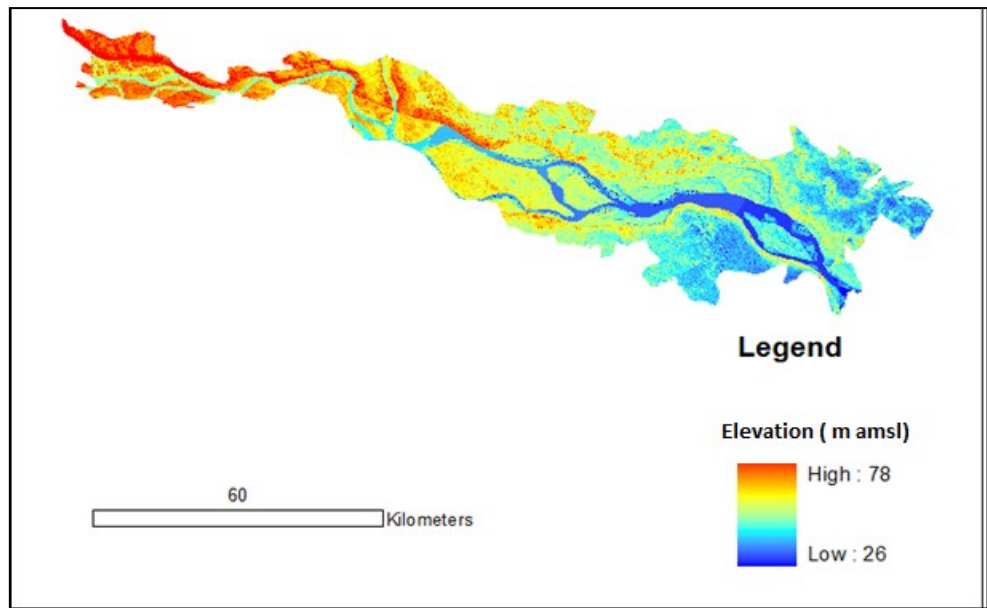 Legend
Elevation ( m amsl)
High : 78
Low : 26
60
Kilometers